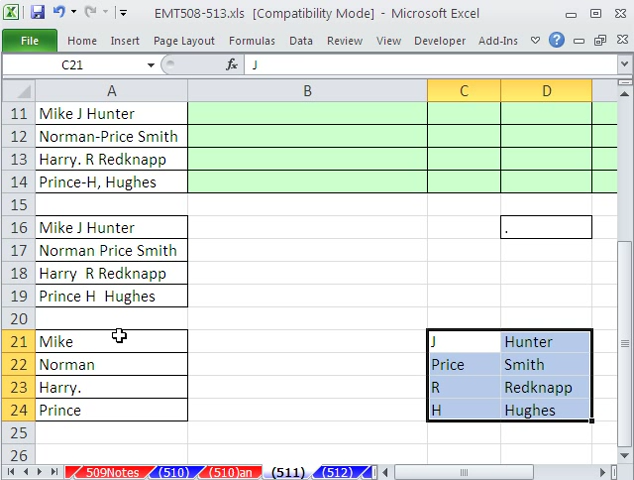 EMT508-513.xls [Compatibility Mode] - Microsoft Excel
File Home Insert Page Layout Formulas Data Review View Developer Add-Ins
C21 fx J
A B C D
11 Mike J Hunter
12 Norman-Price Smith
13 Harry. R Redknapp
14 Prince-H, Hughes
15
16 Mike J Hunter .
17 Norman Price Smith
18 Harry  R Redknapp
19 Prince H  Hughes
20
21 Mike J Hunter
22 Norman Price Smith
23 Harry. R Redknapp
24 Prince H Hughes
25
26
509Notes (510) (510)an (511) (512)